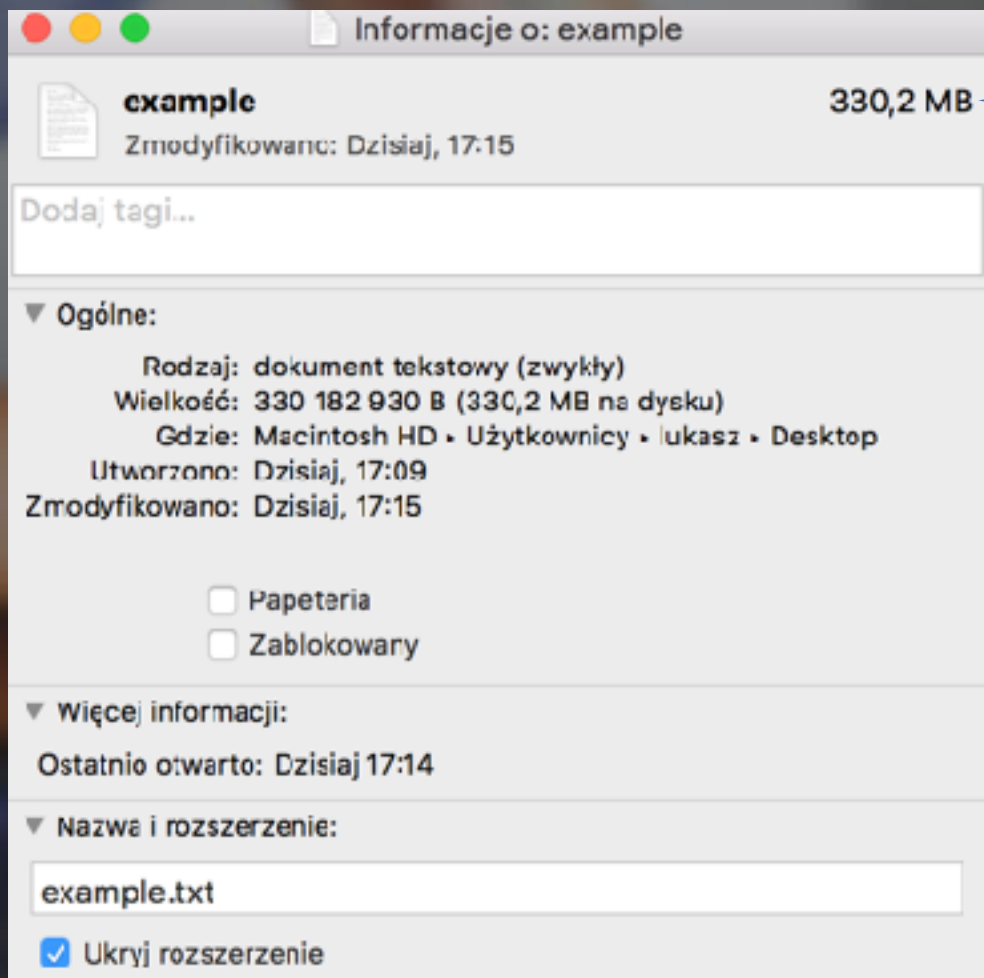 Informacje o: example
example 330,2 MB
Zmodyfikowano: Dzisiaj, 17:15
Dodaj tagi...
Ogólne:
Rodzaj: dokument tekstowy (zwykły)
Wielkość: 330 182 930 B (330,2 MB na dysku)
Gdzie: Macintosh HD ▸ Użytkownicy ▸ lukasz ▸ Desktop
Utworzono: Dzisiaj, 17:09
Zmodyfikowano: Dzisiaj, 17:15
Papeteria
Zablokowany
Więcej informacji:
Ostatnio otwarto: Dzisiaj 17:14
Nazwa i rozszerzenie:
example.txt
Ukryj rozszerzenie